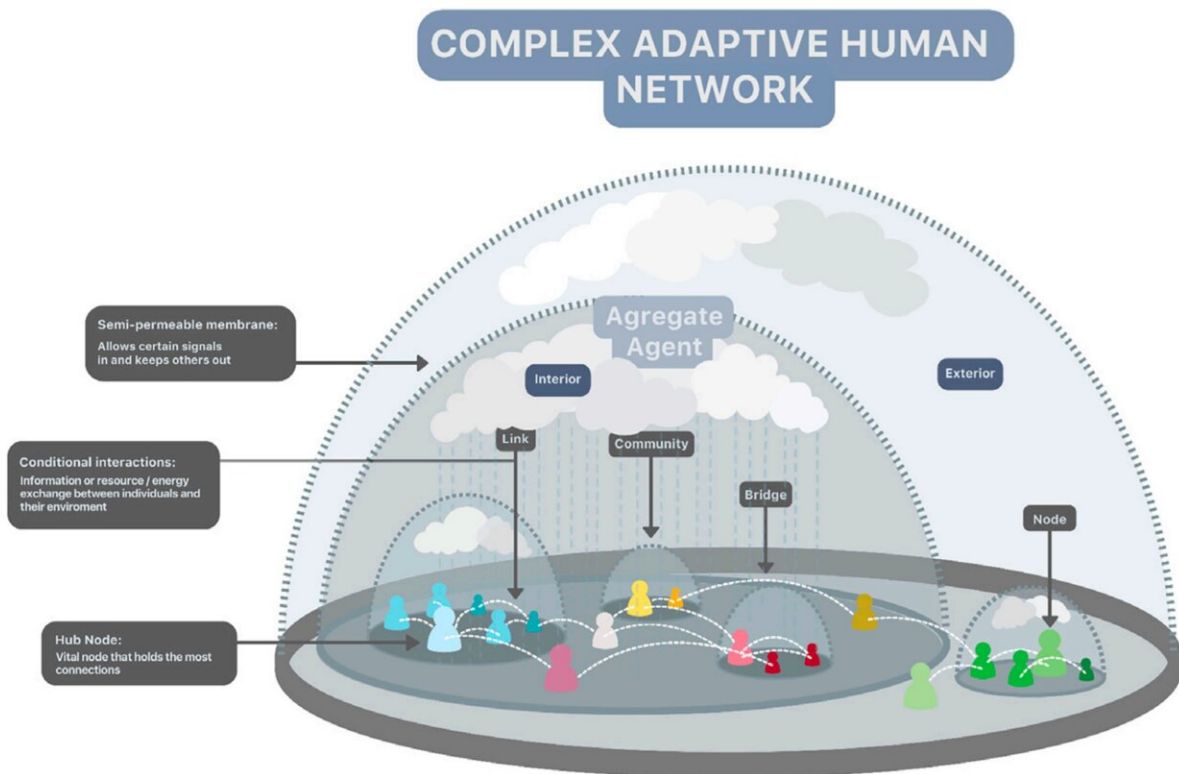 COMPLEX ADAPTIVE HUMAN
NETWORK
Agregate
Agent
Semi-permeable membrane:
Allows certain signals
in and keeps others out
Interior
Exterior
Link
Community
Conditional interactions:
Information or resource / energy
exchange between individuals and
their enviroment
Bridge
Node
Hub Node:
Vital node that holds the most
connections